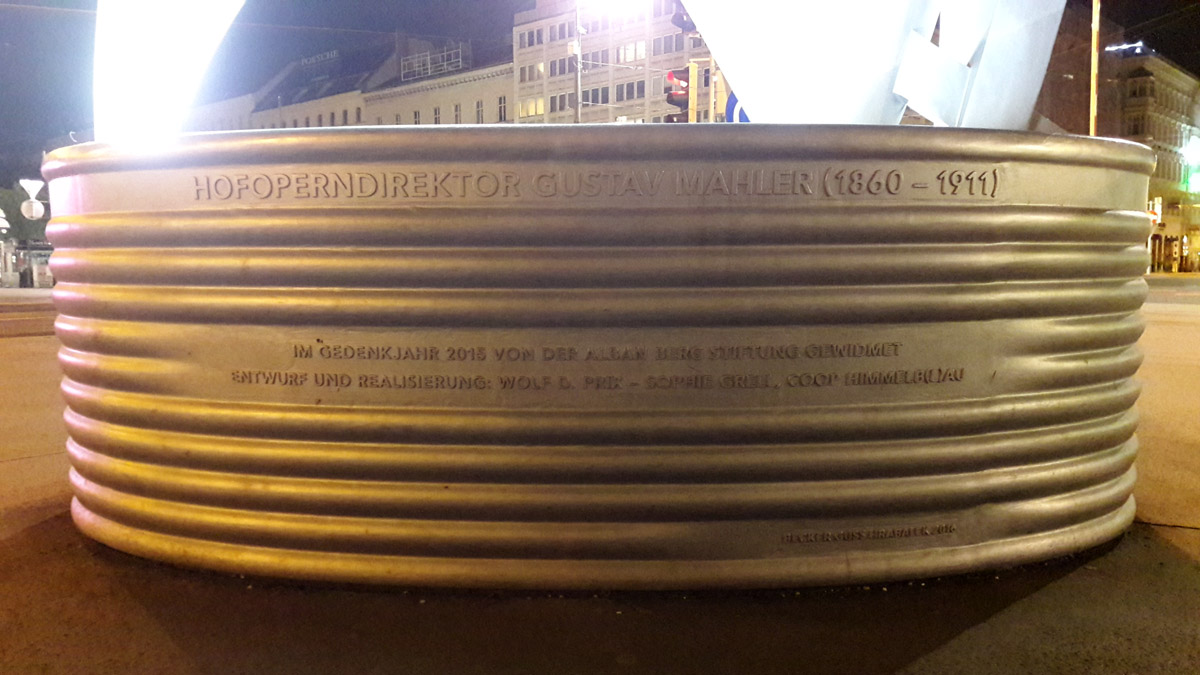 HOFOPERNDIREKTOR GUSTAV MAHLER (1860 – 1911)
IM GEDENKJAHR 2015 VON DER ALBAN BERG STIFTUNG GEWIDMET
ENTWURF UND REALISIERUNG: WOLF D. PRIX – SOPHIE GRELL, COOP HIMMELB(L)AU
2016